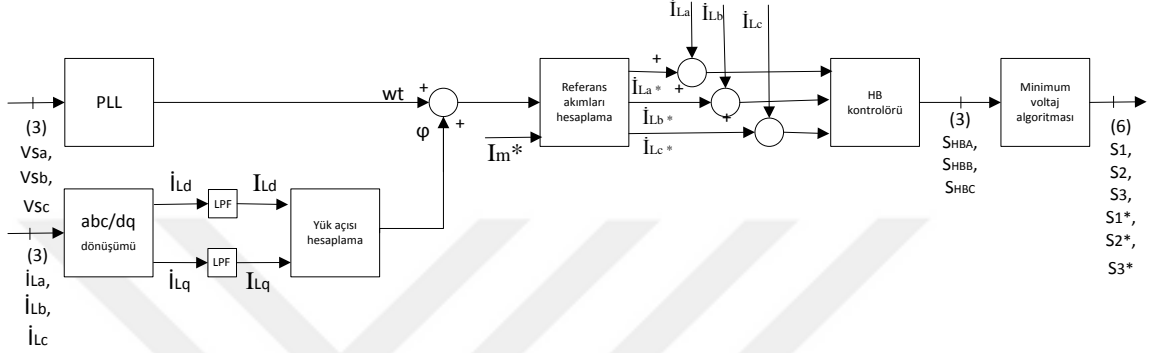 PLL
(3)
Vsa,
Vsb,
Vsc
abc/dq
dönüşümü
(3)
İLa,
İLb,
İLc
İLd
LPF
ILd
İLq
LPF
ILq
Yük açısı
hesaplama
wt
+
φ
+
Im*
Referans
akımları
hesaplama
İLa
İLb
İLc
+
İLa *
+
İLb *
+
İLc *
HB
kontrolörü
(3)
SHBA,
SHBB,
SHBC
Minimum
voltaj
algoritması
(6)
S1,
S2,
S3,
S1*,
S2*,
S3*